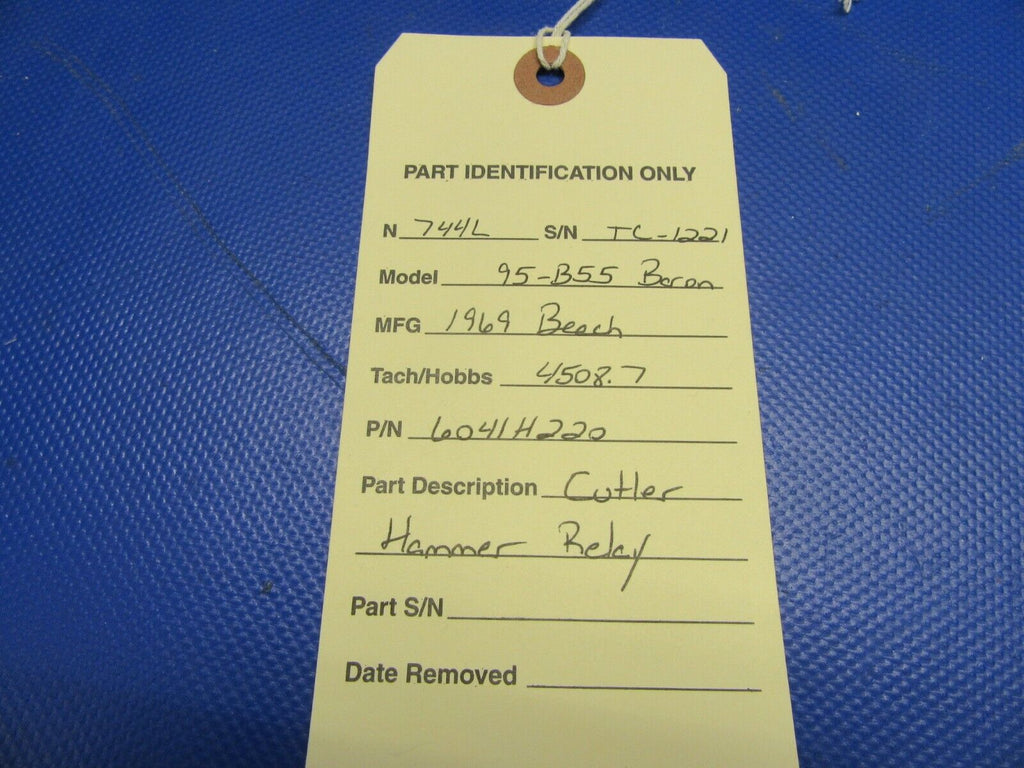 PART IDENTIFICATION ONLY
N 744L S/N TC-1221
Model 95-B55 Baron
MFG 1969 Beech
Tach/Hobbs 4508.7
P/N 6041H220
Part Description Cutler
Hammer Relay
Part S/N
Date Removed